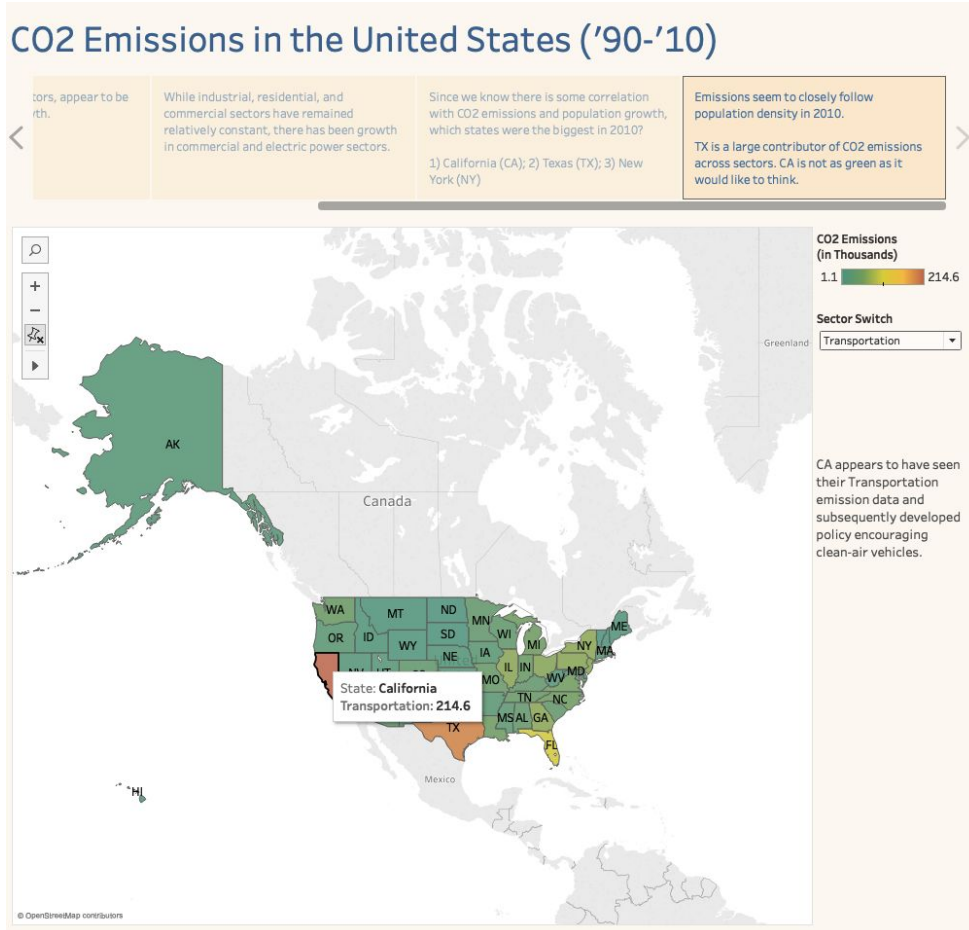 CO2 Emissions in the United States ('90-'10)
tors, appear to be
vth.
While industrial, residential, and
commercial sectors have remained
relatively constant, there has been growth
in commercial and electric power sectors.
Since we know there is some correlation
with CO2 emissions and population growth,
which states were the biggest in 2010?
1) California (CA); 2) Texas (TX); 3) New
York (NY)
Emissions seem to closely follow
population density in 2010.
TX is a large contributor of CO2 emissions
across sectors. CA is not as green as it
would like to think.
CO2 Emissions
(in Thousands)
1.1 214.6
Sector Switch
Transportation
CA appears to have seen
their Transportation
emission data and
subsequently developed
policy encouraging
clean-air vehicles.
Greenland
AK
Canada
WA MT ND MN ME
OR ID WY SD WI MI NY MA
NE IA IL IN MD
MO WV
State: California
Transportation: 214.6
TN NC
MS AL GA
TX FL
Mexico
HI
© OpenStreetMap contributors